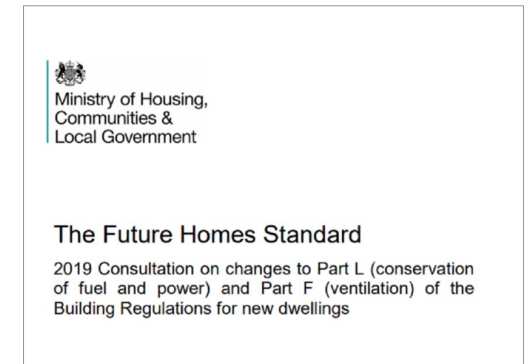 Ministry of Housing,
Communities &
Local Government
The Future Homes Standard
2019 Consultation on changes to Part L (conservation
of fuel and power) and Part F (ventilation) of the
Building Regulations for new dwellings